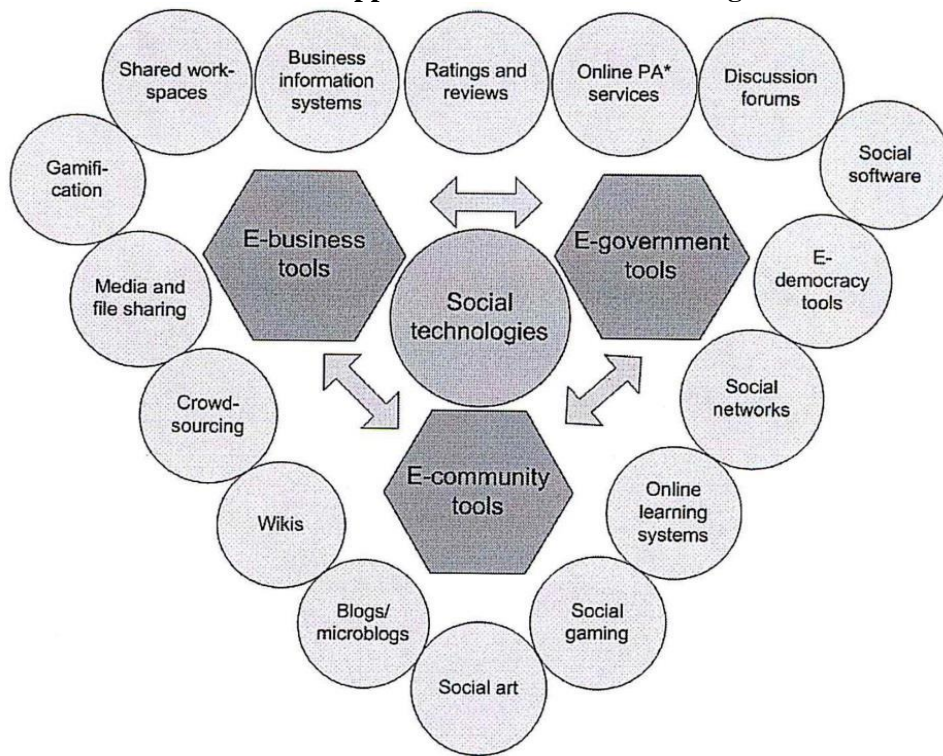 Shared work-
spaces
Business
information
systems
Ratings and
reviews
Online PA*
services
Discussion
forums
Gamifi-
cation
Social
software
E-business
tools
E-government
tools
E-
democracy
tools
Media and
file sharing
Social
technologies
Social
networks
Crowd-
sourcing
E-community
tools
Online
learning
systems
Wikis
Blogs/
microblogs
Social
gaming
Social art